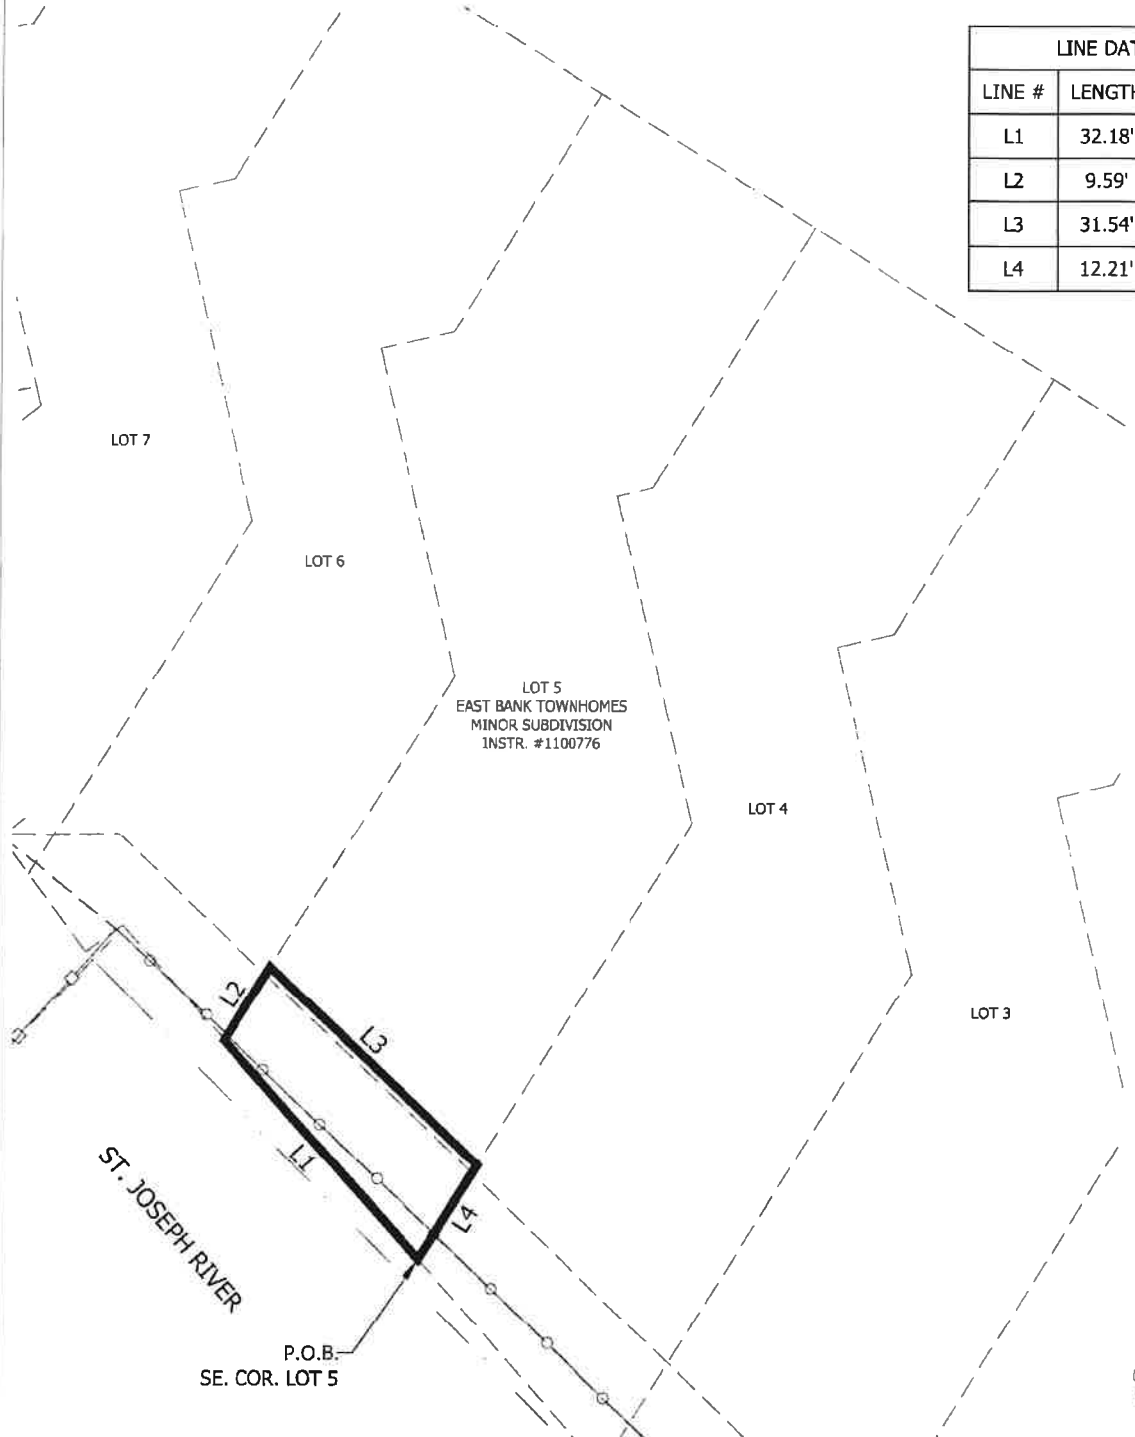 LINE DAT
LINE # LENGTH
L1 32.18'
L2 9.59'
L3 31.54'
L4 12.21'
LOT 7
LOT 6
LOT 5
EAST BANK TOWNHOMES
MINOR SUBDIVISION
INSTR. #1100776
LOT 4
LOT 3
L2
L3
L1
L4
ST. JOSEPH RIVER
P.O.B.
SE. COR. LOT 5